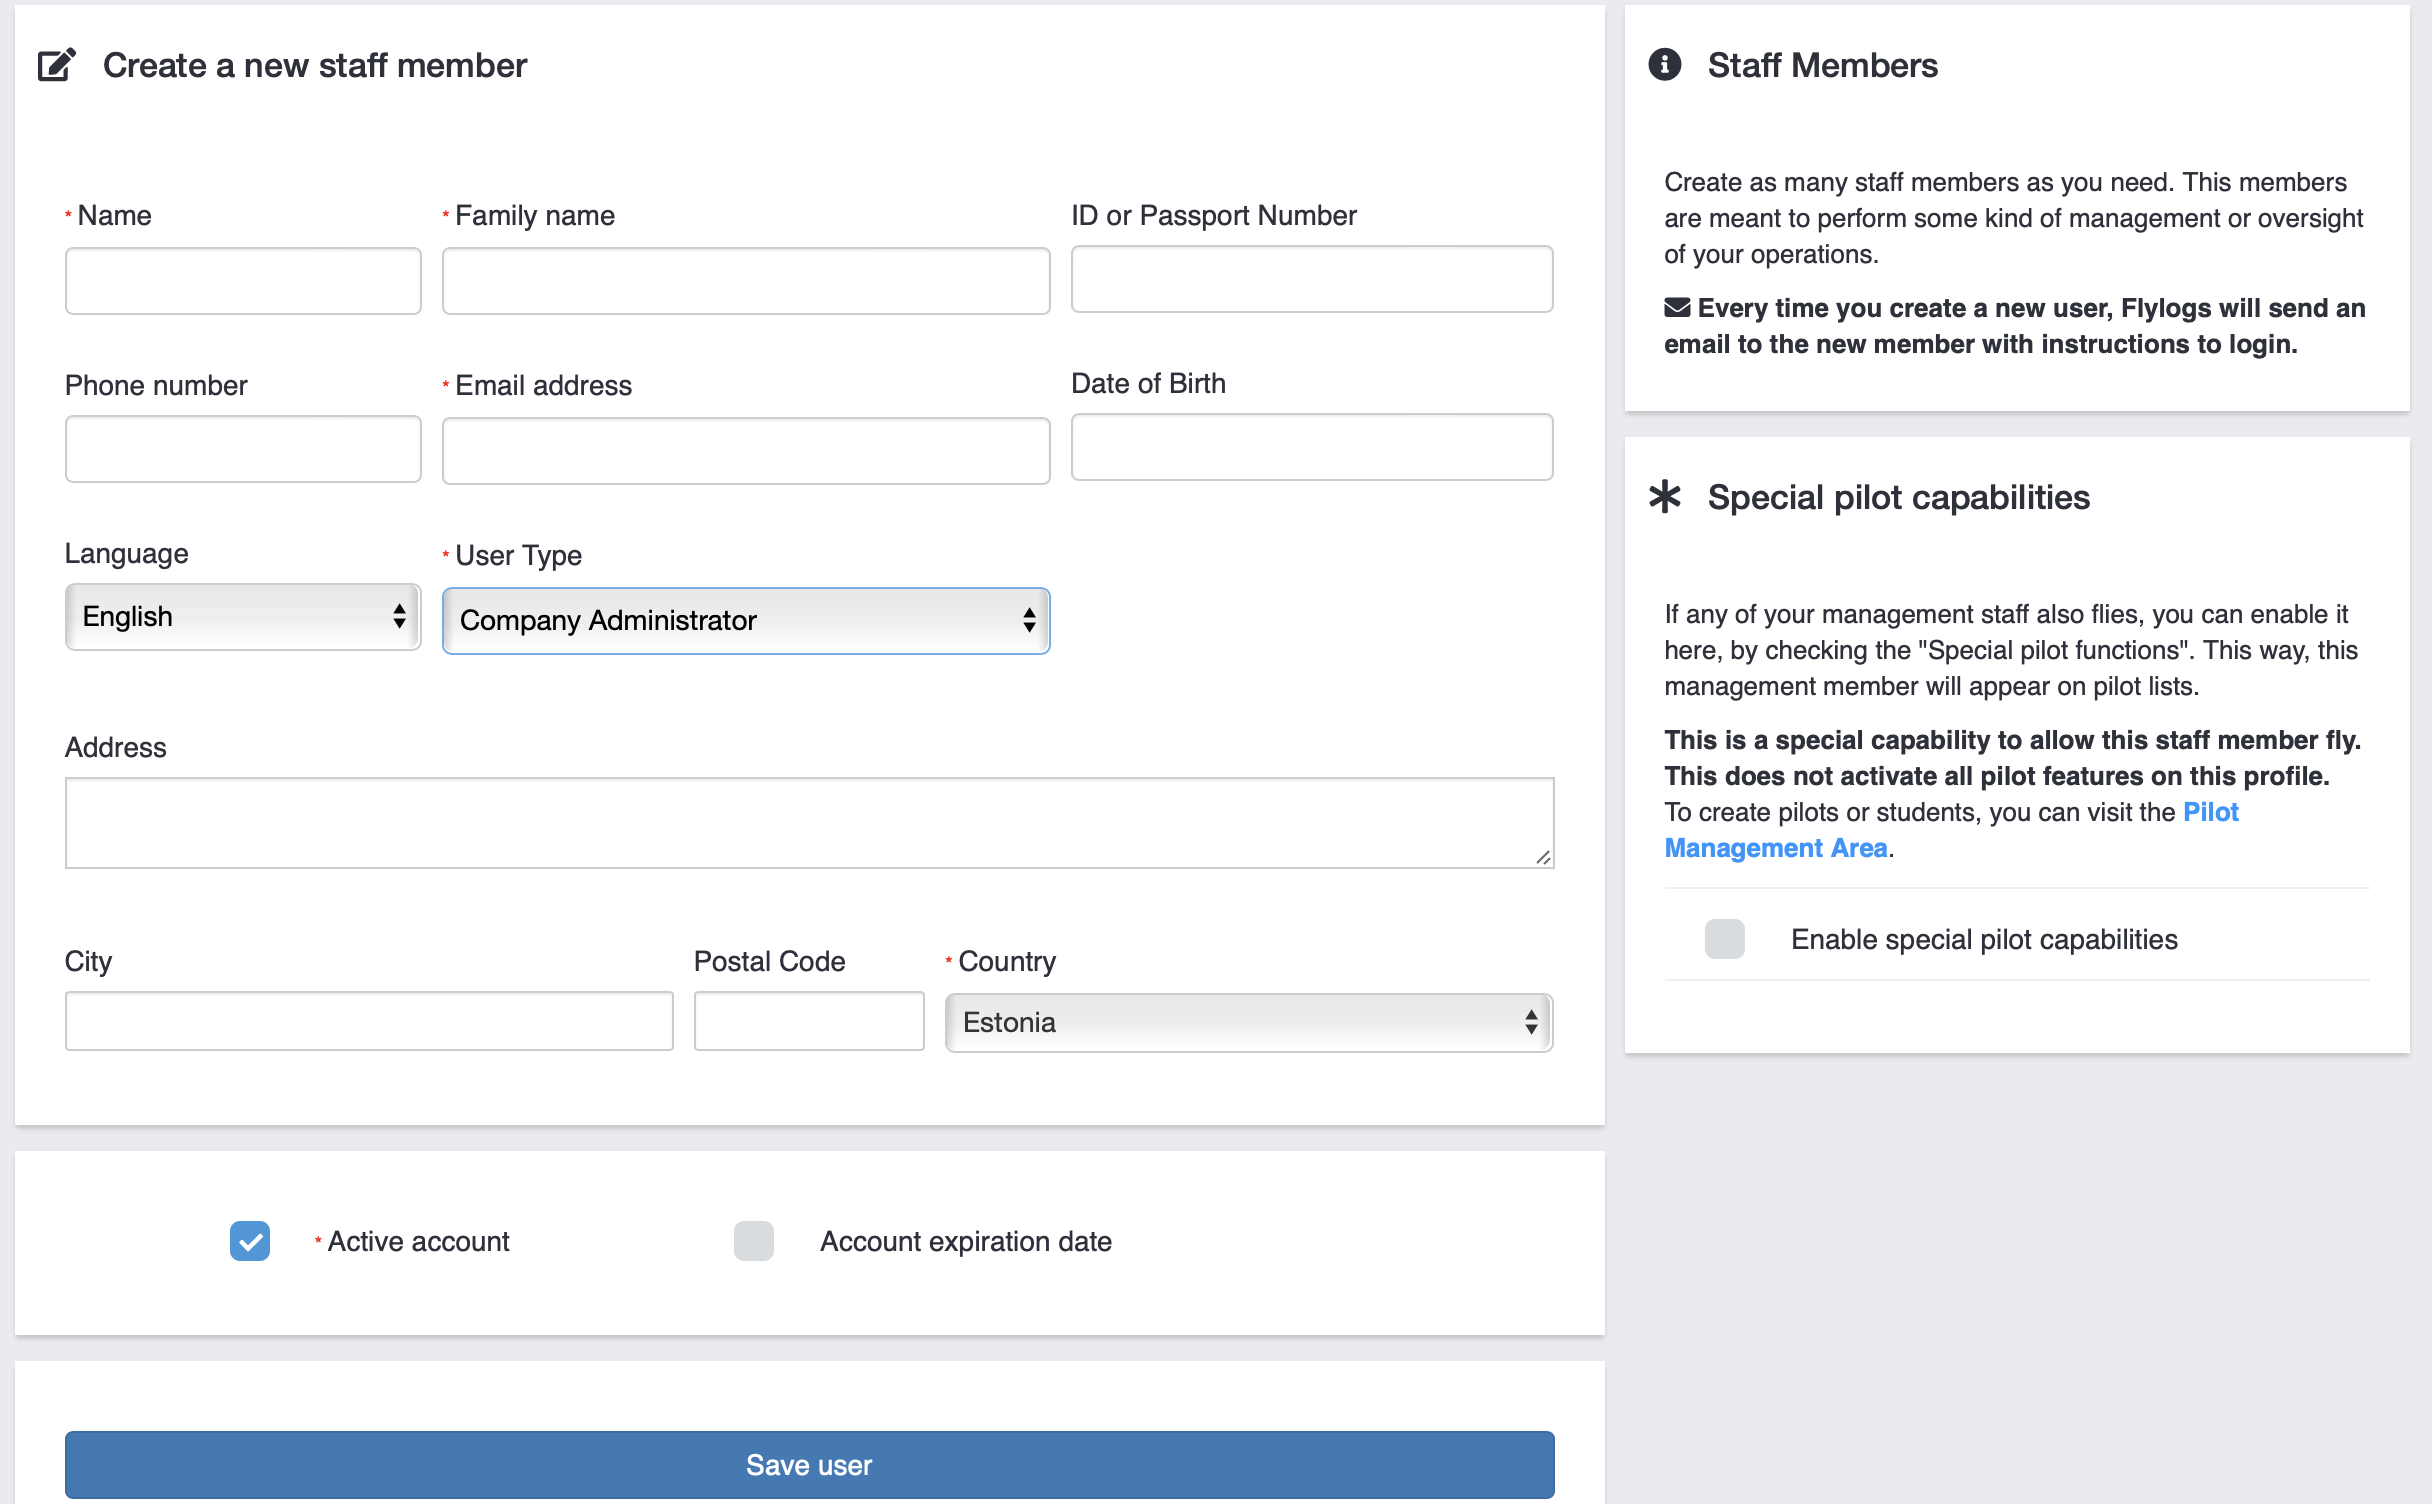 Create a new staff member
* Name
* Family name
ID or Passport Number
Phone number
* Email address
Date of Birth
Language
* User Type
English
Company Administrator
Address
City
Postal Code
* Country
Estonia
* Active account
Account expiration date
Save user
Staff Members
Create as many staff members as you need. This members
are meant to perform some kind of management or oversight
of your operations.
Every time you create a new user, Flylogs will send an
email to the new member with instructions to login.
Special pilot capabilities
If any of your management staff also flies, you can enable it
here, by checking the "Special pilot functions". This way, this
management member will appear on pilot lists.
This is a special capability to allow this staff member fly.
This does not activate all pilot features on this profile.
To create pilots or students, you can visit the Pilot
Management Area.
Enable special pilot capabilities